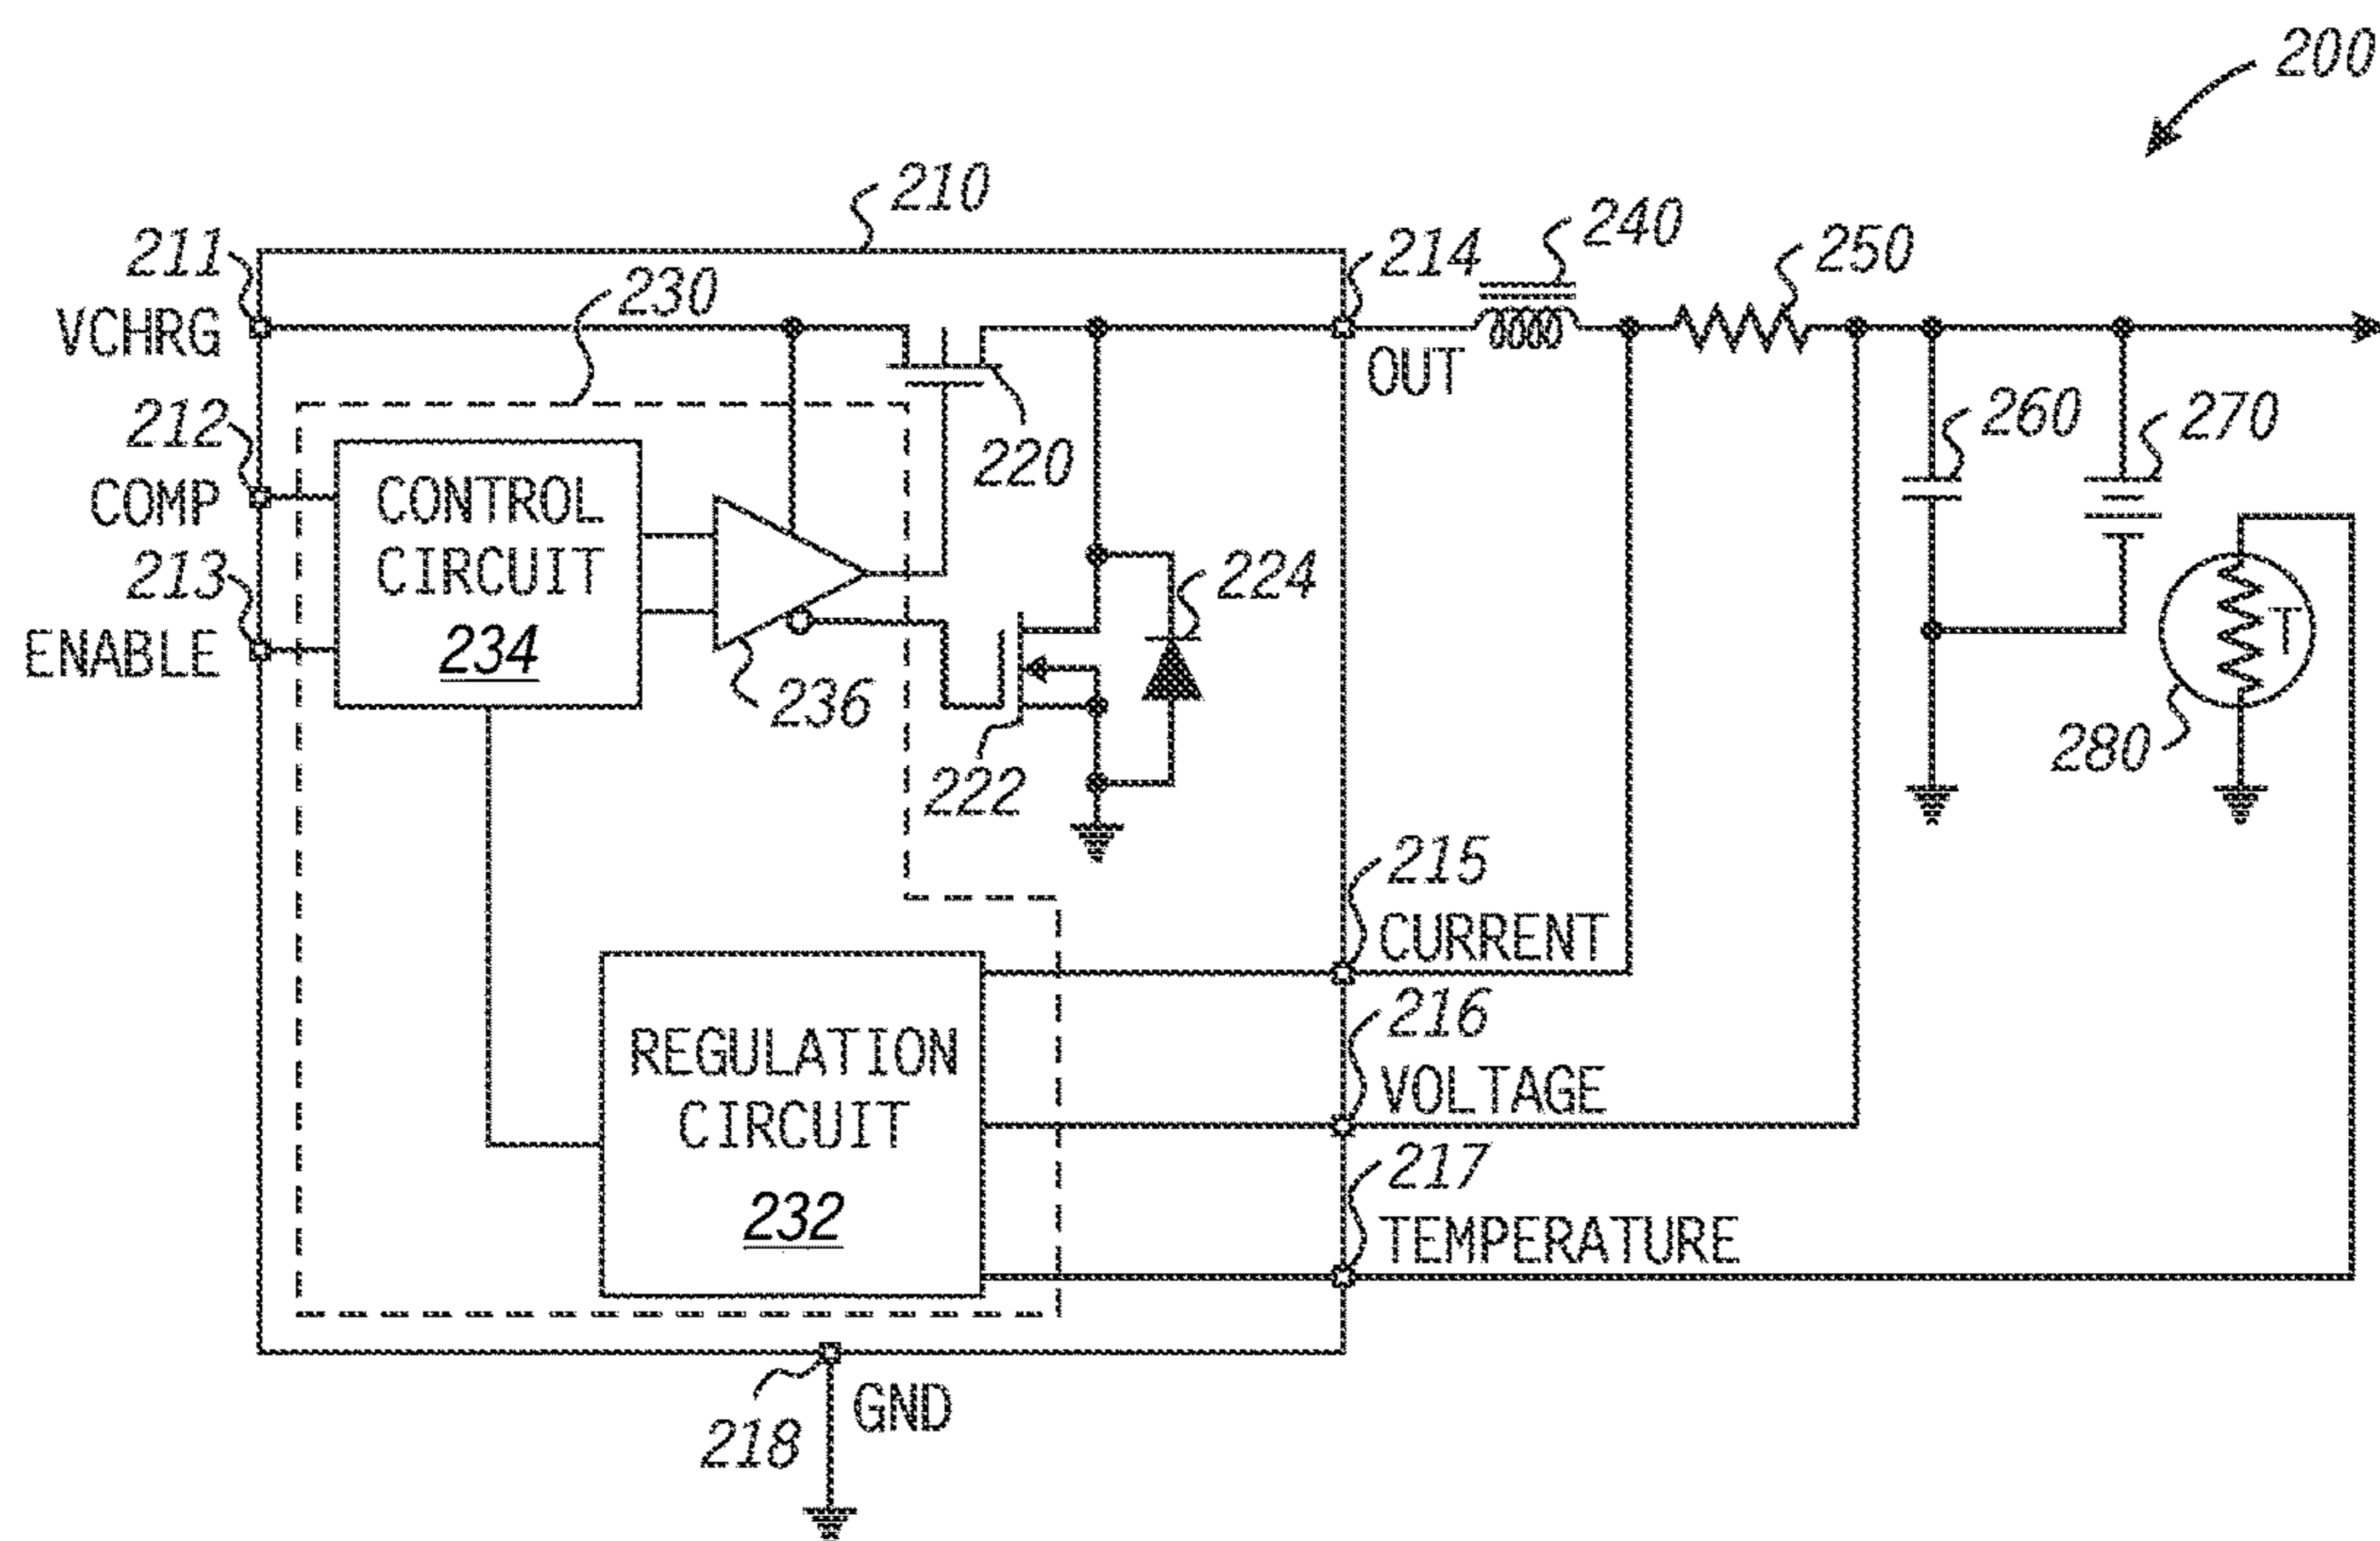 200
210
211
VCHRG
230
214
OUT
240
250
212
COMP
CONTROL
CIRCUIT
234
220
260
270
213
ENABLE
236
224
T
222
280
215
CURRENT
216
VOLTAGE
REGULATION
CIRCUIT
232
217
TEMPERATURE
218
GND